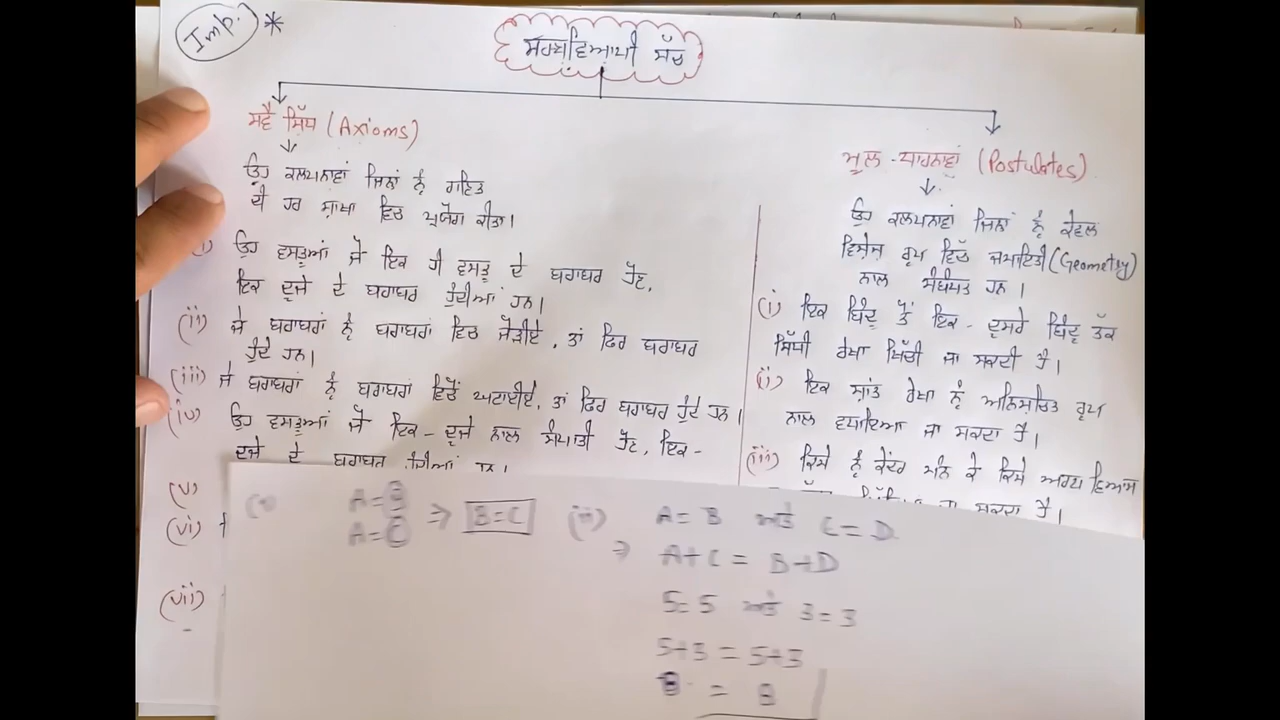 Imp. *
ਸਰਬਵਿਆਪੀ ਸੱਚ
ਸਵੈ ਸਿੱਧ (Axioms)
ਉਹ ਕਲਪਨਾਵਾਂ ਜਿਨਾਂ ਨੂੰ ਗਣਿਤ
ਦੀ ਹਰ ਸ਼ਾਖਾ ਵਿਚ ਪ੍ਰਯੋਗ ਕੀਤਾ।
ਉਹ ਵਸਤੂਆਂ ਜੋ ਇਕ ਹੀ ਵਸਤੂ ਦੇ ਬਰਾਬਰ ਹੋਣ,
ਇਕ ਦੂਜੇ ਦੇ ਬਰਾਬਰ ਹੁੰਦੀਆਂ ਹਨ।
(ii) ਜੇ ਬਰਾਬਰਾਂ ਨੂੰ ਬਰਾਬਰਾਂ ਵਿਚ ਜੋੜੀਏ, ਤਾਂ ਫਿਰ ਬਰਾਬਰ
ਹੁੰਦੇ ਹਨ।
(iii) ਜੇ ਬਰਾਬਰਾਂ ਨੂੰ ਬਰਾਬਰਾਂ ਵਿਚੋਂ ਘਟਾਈਏ, ਤਾਂ ਫਿਰ ਬਰਾਬਰ ਹੁੰਦੇ ਹਨ।
(iv) ਉਹ ਵਸਤੂਆਂ ਜੋ ਇਕ-ਦੂਜੇ ਨਾਲ ਸੰਪਾਤੀ ਹੋਣ, ਇਕ-
ਦੂਜੇ ਦੇ ਬਰਾਬਰ ਹੁੰਦੀਆਂ ਹਨ।
(v)
(vi)
(vii)
ਮੂਲ-ਧਾਰਨਾਵਾਂ (Postulates)
ਉਹ ਕਲਪਨਾਵਾਂ ਜਿਨਾਂ ਨੂੰ ਕੇਵਲ
ਵਿਸ਼ੇਸ਼ ਰੂਪ ਵਿੱਚ ਜਮਾਇਤੀ (Geometry)
ਨਾਲ ਸੰਬੰਧਿਤ ਹਨ।
(i) ਇਕ ਬਿੰਦੂ ਤੋਂ ਇਕ-ਦੂਸਰੇ ਬਿੰਦੂ ਤੱਕ
ਸਿੱਧੀ ਰੇਖਾ ਖਿੱਚੀ ਜਾ ਸਕਦੀ ਹੈ।
ਇਕ ਸ਼ਾਂਤ ਰੇਖਾ ਨੂੰ ਅਨਿਸ਼ਚਿਤ ਰੂਪ
ਨਾਲ ਵਧਾਇਆ ਜਾ ਸਕਦਾ ਹੈ।
(iii) ਕਿਸੇ ਨੂੰ ਕੇਂਦਰ ਮੰਨ ਕੇ ਕਿਸੇ ਅਰਧ ਵਿਆਸ
ਜਾ ਸਕਦਾ ਹੈ।
A=B
A=C ⇒ B=C
(ii) A=B ਅਤੇ C=D
⇒ A+C = B+D
5=5 ਅਤੇ 3=3
5+3 = 5+3
8 = 8